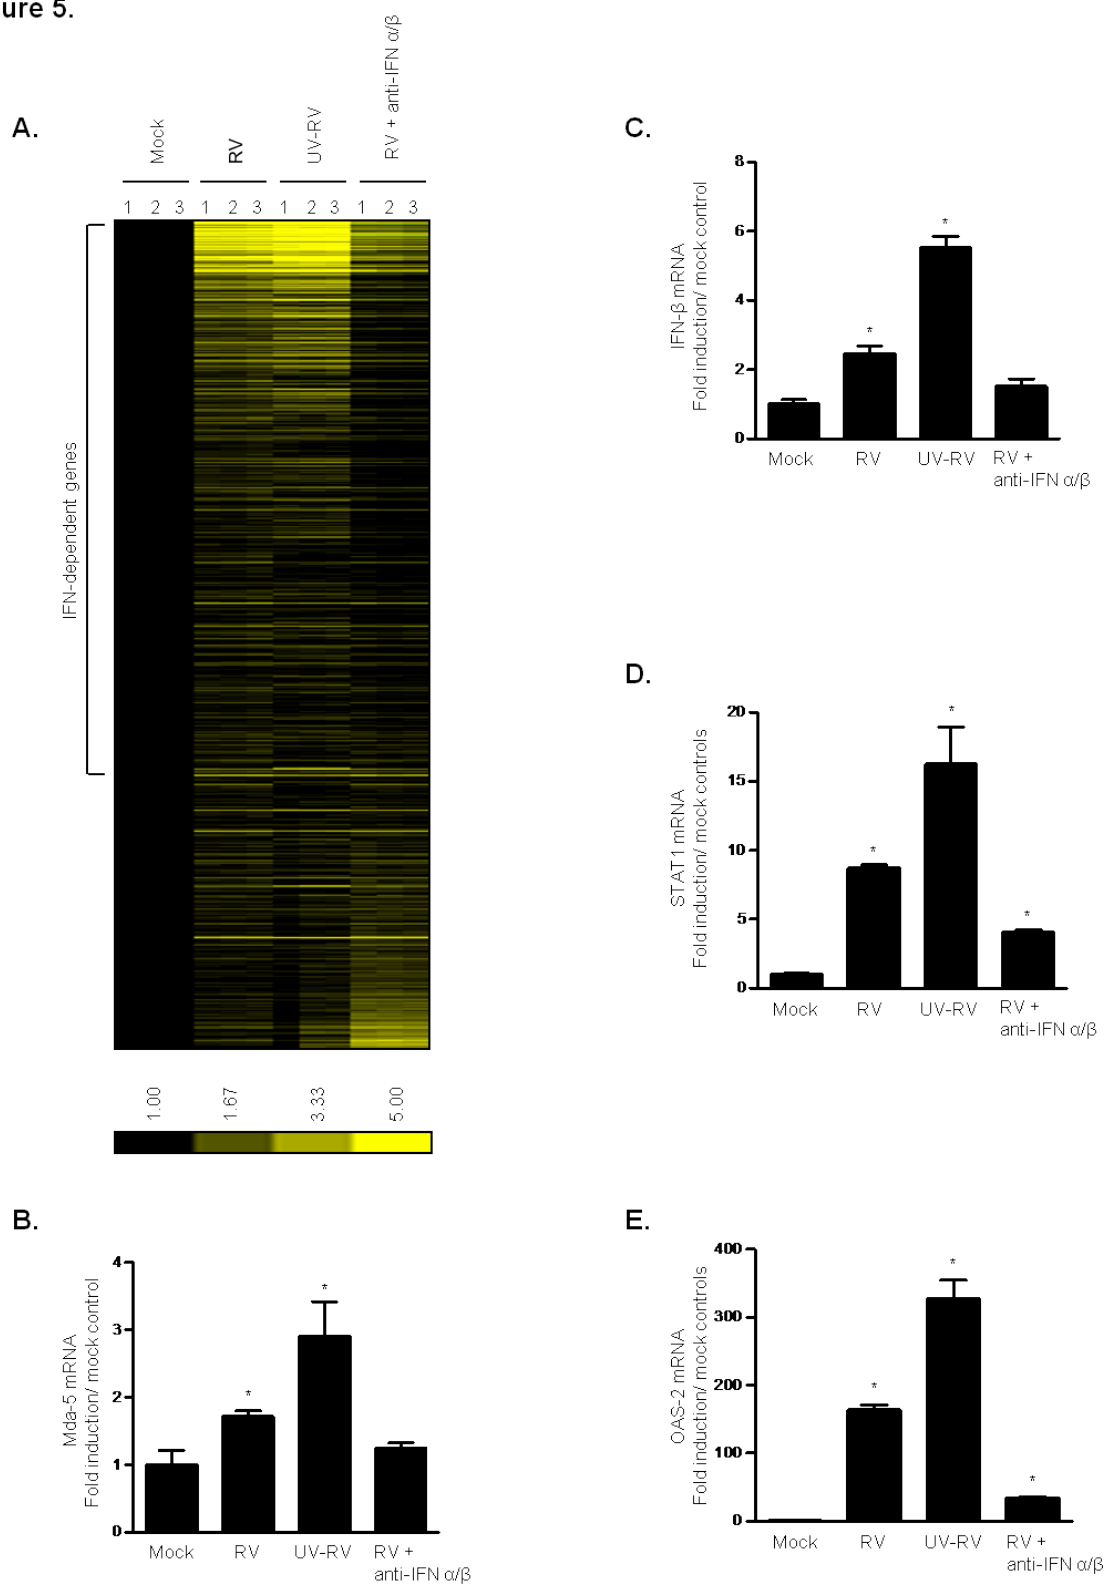 ure 5.
A.
Mock
RV
UV-RV
RV + anti-IFN α/β
1 2 3 1 2 3 1 2 3 1 2 3
IFN-dependent genes
1.00
1.67
3.33
5.00
B.
Mda-5 mRNA
Fold induction/ mock control
4
3
2
1
0
*
*
Mock
RV
UV-RV
RV +
anti-IFN α/β
C.
IFN-β mRNA
Fold induction/ mock control
8
6
4
2
0
*
*
Mock
RV
UV-RV
RV +
anti-IFN α/β
D.
STAT1 mRNA
Fold induction/ mock controls
20
15
10
5
0
*
*
*
Mock
RV
UV-RV
RV +
anti-IFN α/β
E.
OAS-2 mRNA
Fold induction/ mock controls
400
300
200
100
0
*
*
*
Mock
RV
UV-RV
RV +
anti-IFN α/β